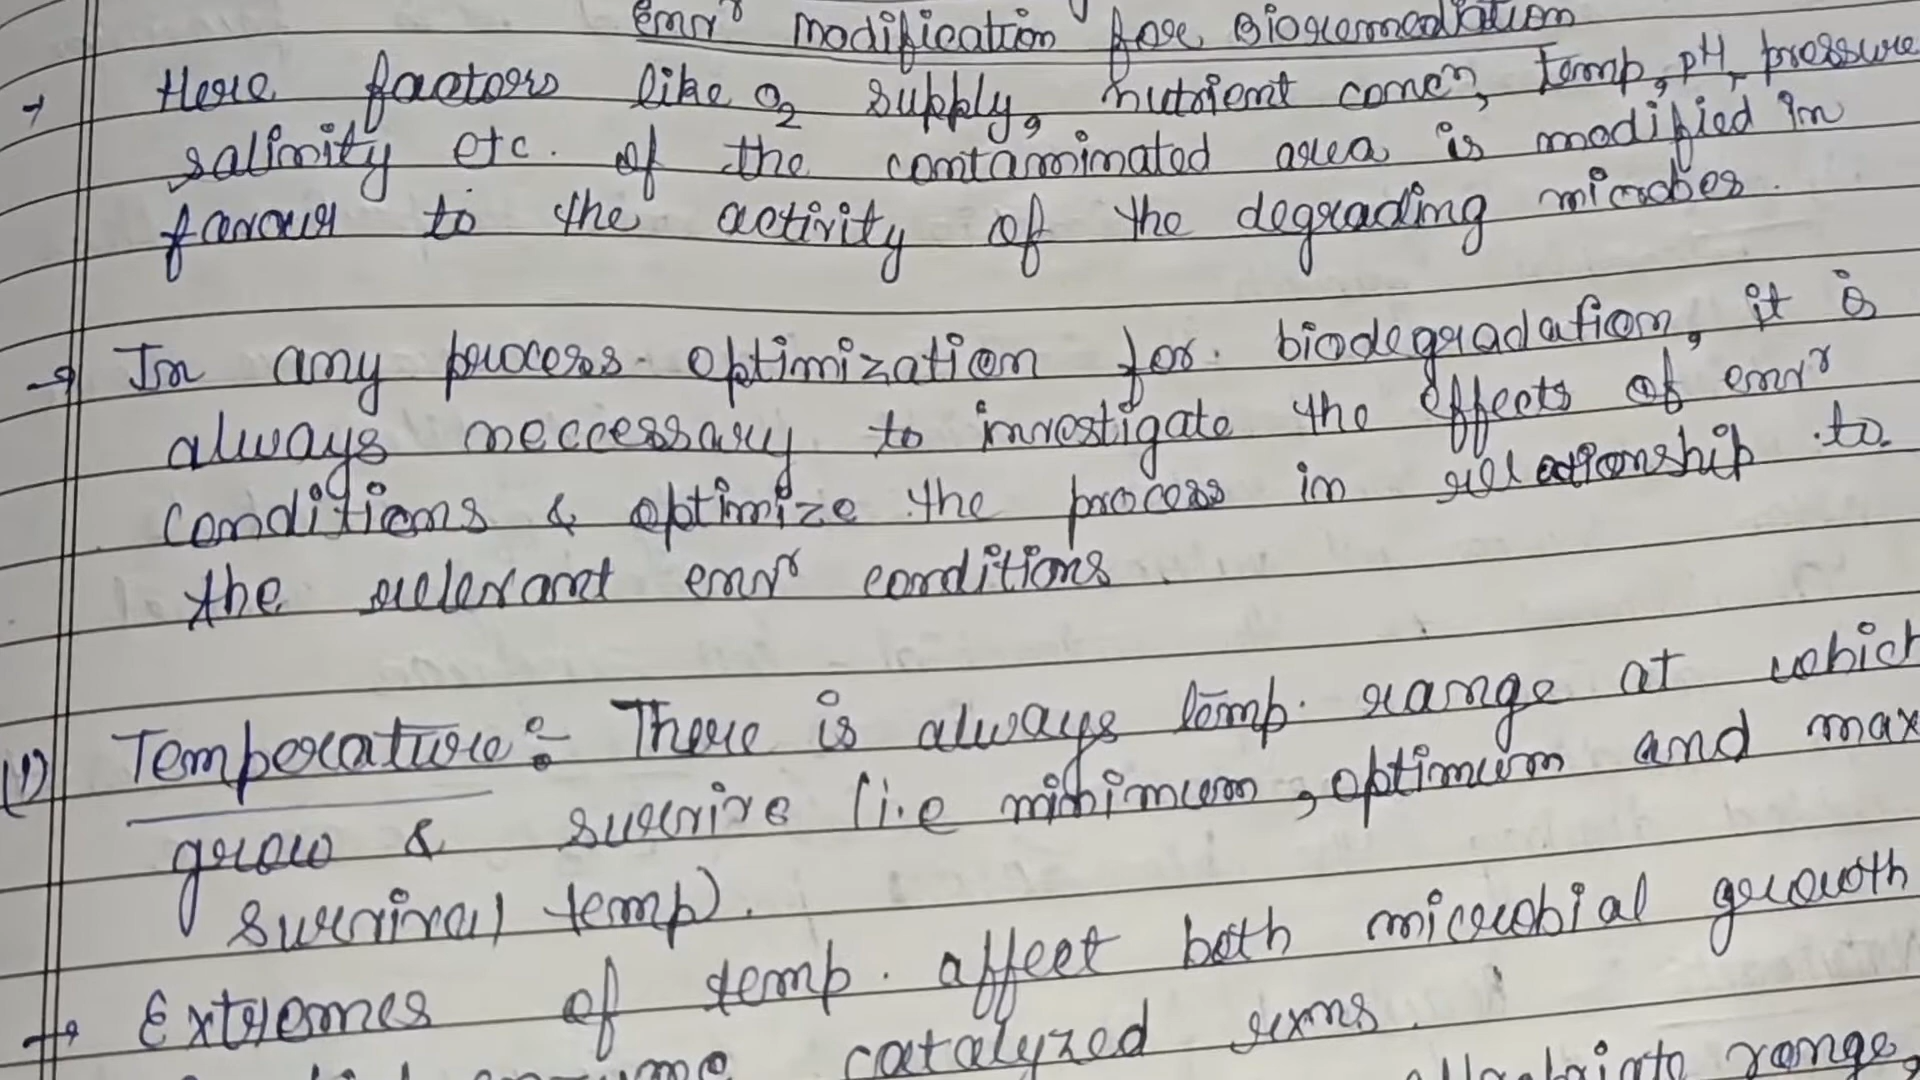 envr modification for Bioremediation
→ Here factors like O2 supply, nutrient concn, temp, pH, pressure
salinity etc. of the contaminated area is modified in
favour to the activity of the degrading microbes.
→ In any process optimization for biodegradation, it is
always neccessary to investigate the effects of envr
conditions & optimize the process in relationship to
the relevant envr conditions
(1) Temperature:- There is always temp. range at which
grow & survive (i.e minimum, optimum and max
survival temp).
→ Extremes of temp. affect both microbial growth
catalyzed rxns.
range,